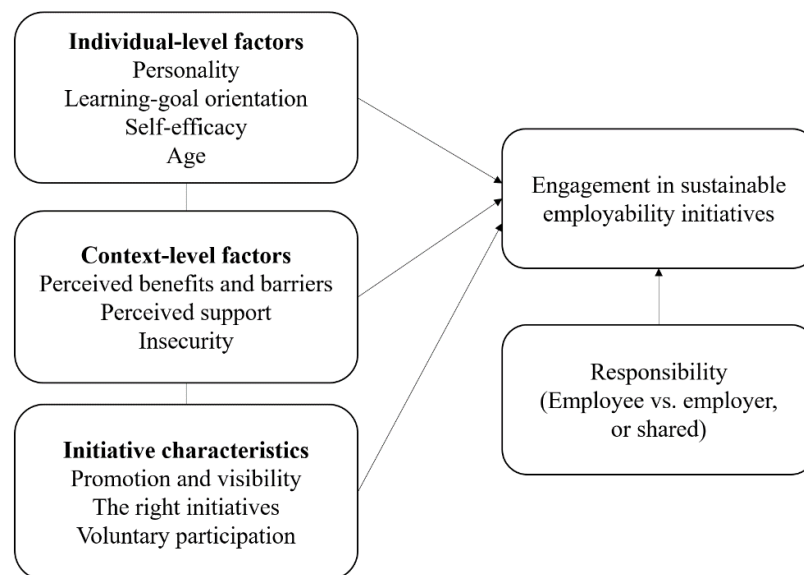 Individual-level factors
Personality
Learning-goal orientation
Self-efficacy
Age
Context-level factors
Perceived benefits and barriers
Perceived support
Insecurity
Initiative characteristics
Promotion and visibility
The right initiatives
Voluntary participation
Engagement in sustainable
employability initiatives
Responsibility
(Employee vs. employer,
or shared)